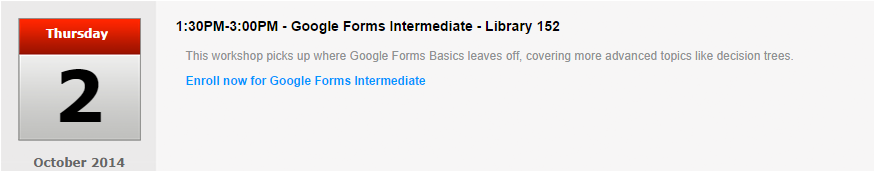 Thursday
2
October 2014
1:30PM-3:00PM - Google Forms Intermediate - Library 152
This workshop picks up where Google Forms Basics leaves off, covering more advanced topics like decision trees.
Enroll now for Google Forms Intermediate